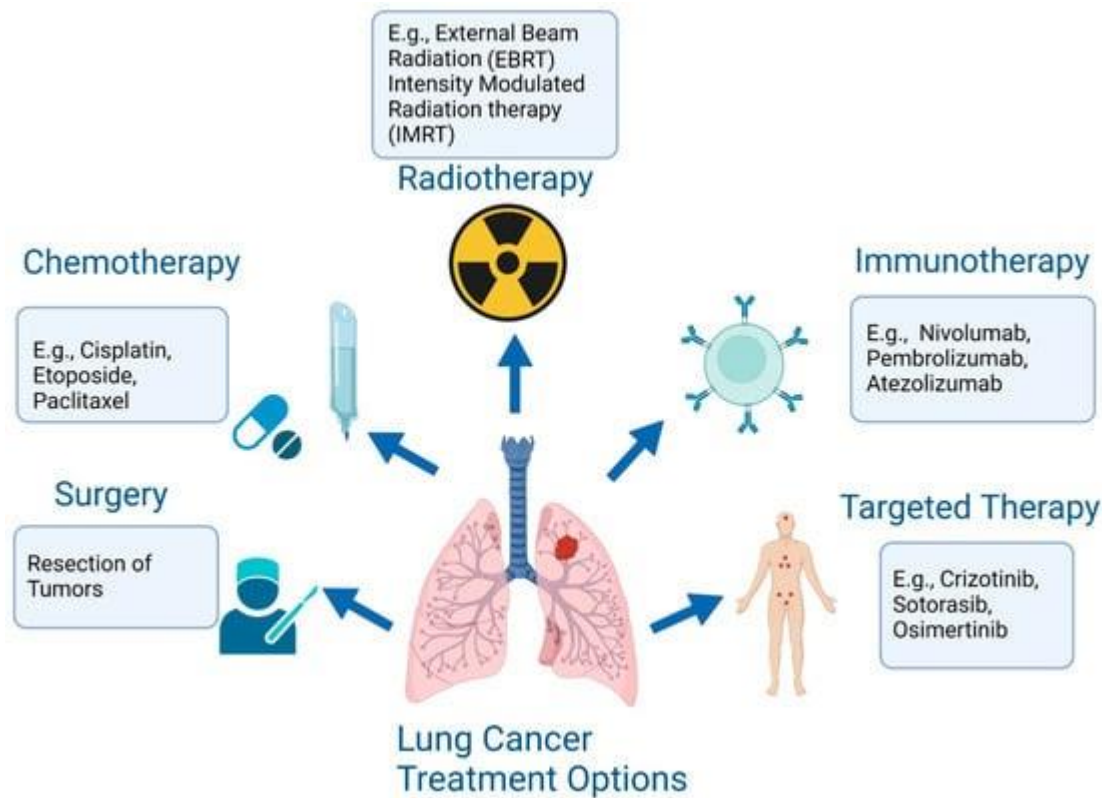 E.g., External Beam
Radiation (EBRT)
Intensity Modulated
Radiation therapy
(IMRT)
Radiotherapy
Chemotherapy
E.g., Cisplatin,
Etoposide,
Paclitaxel
Immunotherapy
E.g., Nivolumab,
Pembrolizumab,
Atezolizumab
Surgery
Resection of
Tumors
Targeted Therapy
E.g., Crizotinib,
Sotorasib,
Osimertinib
Lung Cancer
Treatment Options